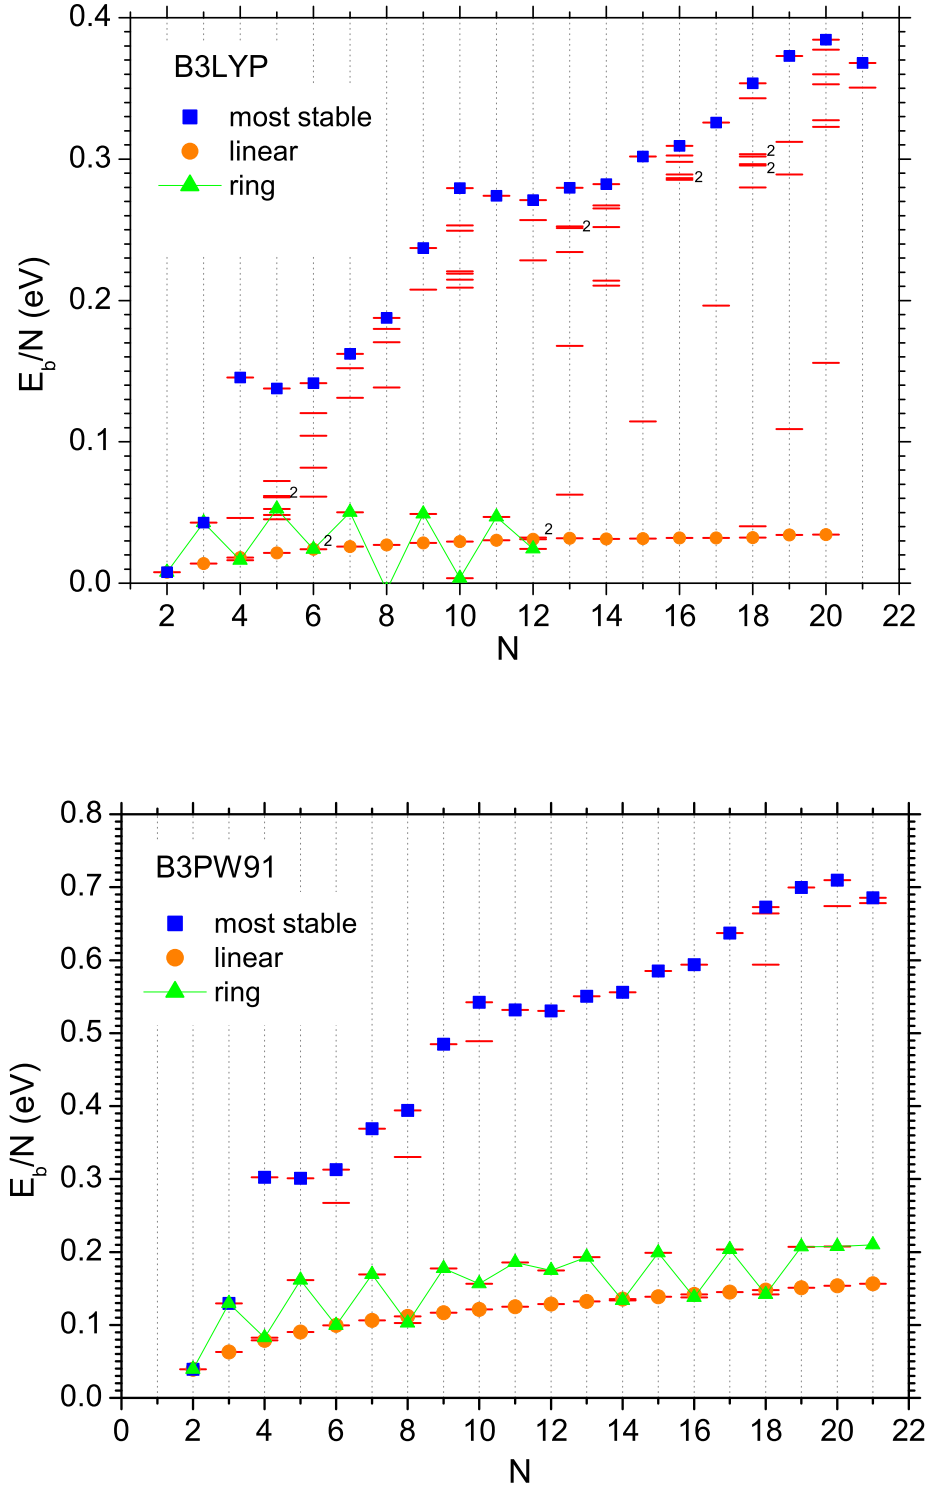 0.4
B3LYP
most stable
linear
ring
0.3
2
2
2
2
0.2
E_b/N (eV)
0.1
2
2
2
0.0
2 4 6 8 10 12 14 16 18 20 22
N
0.8
B3PW91
0.7
most stable
linear
ring
0.6
0.5
0.4
E_b/N (eV)
0.3
0.2
0.1
0.0
0 2 4 6 8 10 12 14 16 18 20 22
N